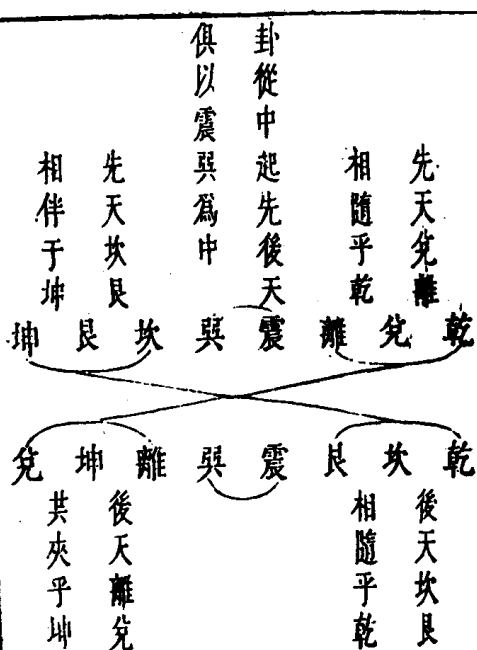 先天兌離
相隨乎乾
卦從中起先後天
俱以震巽爲中
先天坎艮
相伴于坤
乾兌離震巽坎艮坤
乾坎艮震巽離坤兌
後天坎艮
相隨乎乾
後天離兌
共夾乎坤